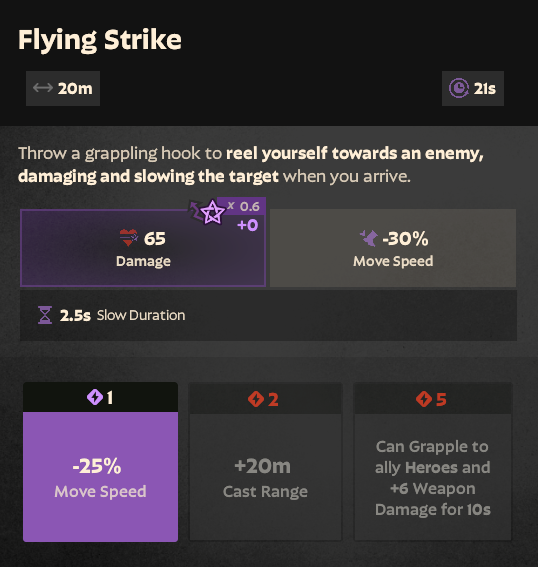 Flying Strike
20m
21s
Throw a grappling hook to reel yourself towards an enemy,
damaging and slowing the target when you arrive.
x 0.6
+0
65
Damage
-30%
Move Speed
2.5s Slow Duration
1
-25%
Move Speed
2
+20m
Cast Range
5
Can Grapple to
ally Heroes and
+6 Weapon
Damage for 10s